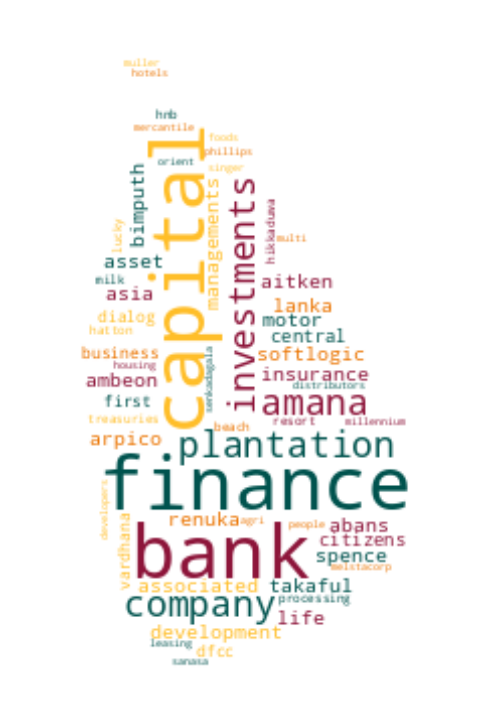 muller
hotels
hnb
mercantile
foods
phillips
orient
singer
capital
bimputh
managements
investments
hikkaduwa
lucky
multi
asset
milk
asia
aitken
lanka
dialog
motor
hatton
central
business
softlogic
housing
senkadagala
insurance
ambeon
distributors
first
amana
treasuries
resort
millennium
beach
arpico
plantation
finance
developers
vardhana
renuka
agri
people
abans
bank
citizens
spence
melstacorp
associated
takaful
company
processing
life
development
leasing
dfcc
sanasa